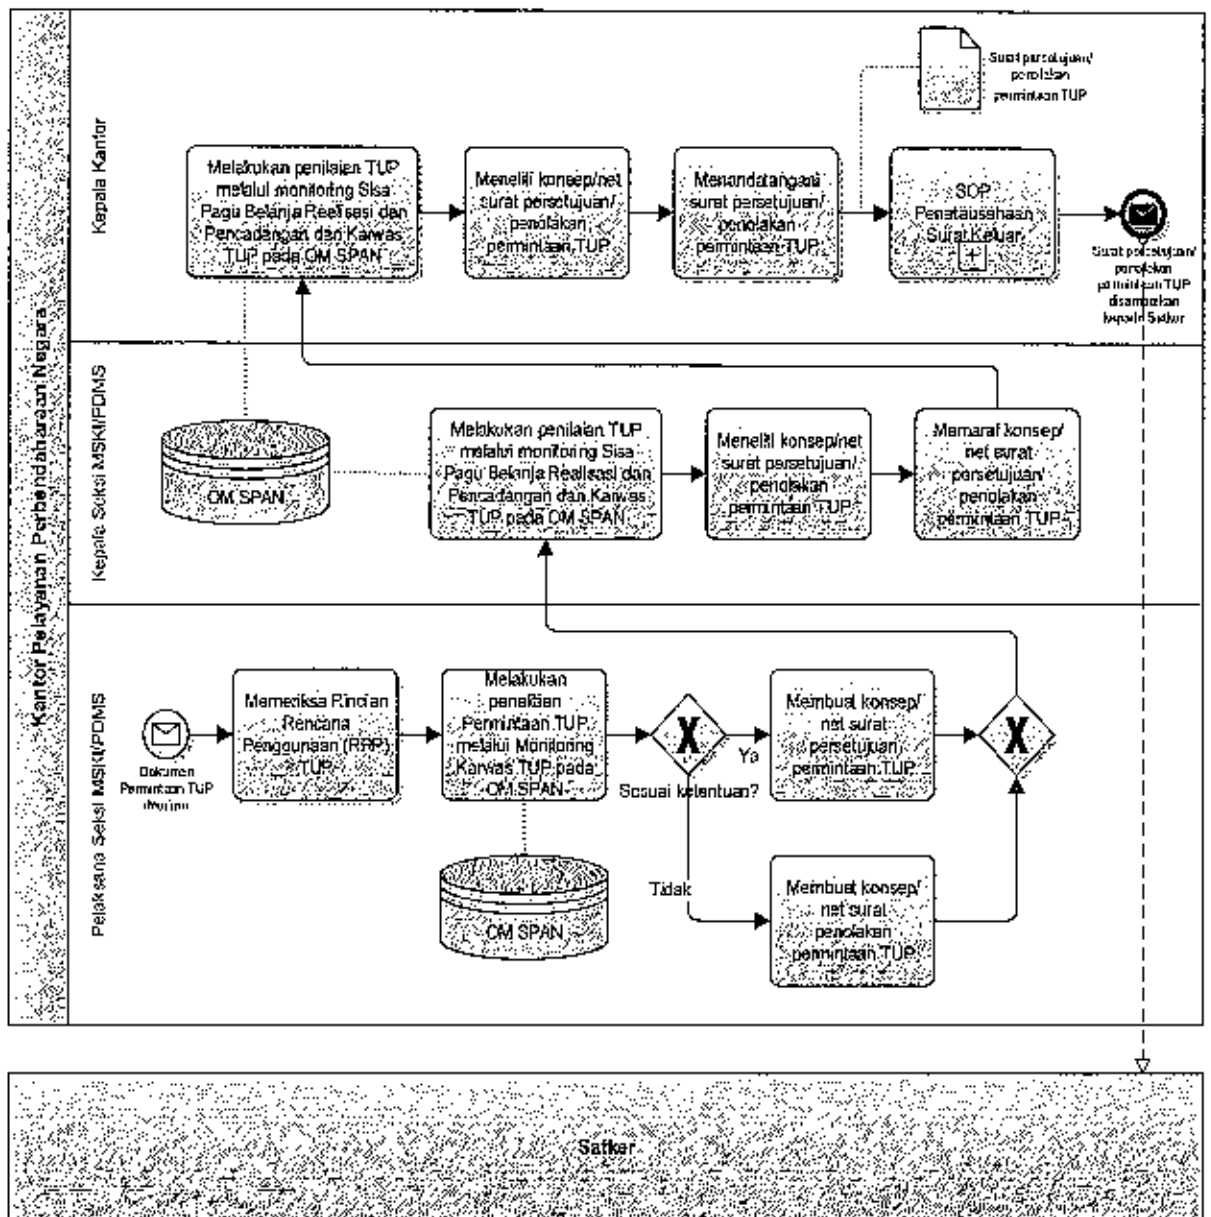 Kantor Pelayanan Perbendaharaan Negara
Kepala Kantor
Surat persetujuan/
penolakan
permintaan TUP
Melakukan penilaian TUP
melalui monitoring Sisa
Pagu Belanja Realisasi dan
Pencadangan dan Karwas
TUP pada OM SPAN
Meneliti konsep/net
surat persetujuan/
penolakan
permintaan TUP
Menandatangani
surat persetujuan/
penolakan
permintaan TUP
SOP
Penatausahaan
Surat Keluar
Surat persetujuan/
penolakan
permintaan TUP
disampaikan
kepada Satker
Kepala Seksi MSKI/PDMS
OM SPAN
Melakukan penilaian TUP
melalui monitoring Sisa
Pagu Belanja Realisasi dan
Pencadangan dan Karwas
TUP pada OM SPAN
Meneliti konsep/net
surat persetujuan/
penolakan
permintaan TUP
Memaraf konsep/
net surat
persetujuan/
penolakan
permintaan TUP
Pelaksana Seksi MSKI/PDMS
Dokumen
Permintaan TUP
diterima
Memeriksa Rincian
Rencana
Penggunaan (RRP)
TUP
Melakukan
penelitian
Permintaan TUP
melalui Monitoring
Karwas TUP pada
OM SPAN
OM SPAN
Sesuai ketentuan?
Ya
Tidak
Membuat konsep/
net surat
persetujuan
permintaan TUP
Membuat konsep/
net surat
penolakan
permintaan TUP
Satker